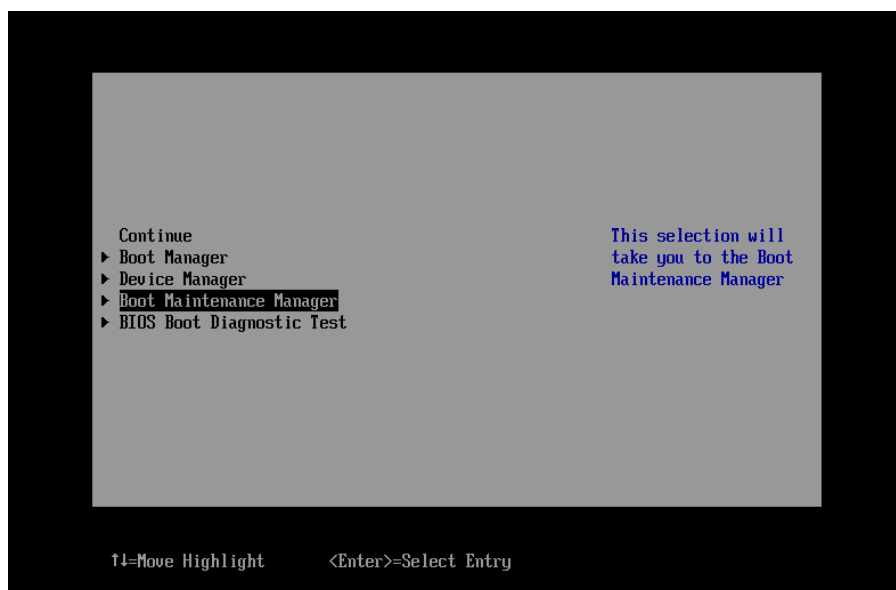 Continue
Boot Manager
Device Manager
Boot Maintenance Manager
BIOS Boot Diagnostic Test
This selection will
take you to the Boot
Maintenance Manager
↑↓=Move Highlight <Enter>=Select Entry